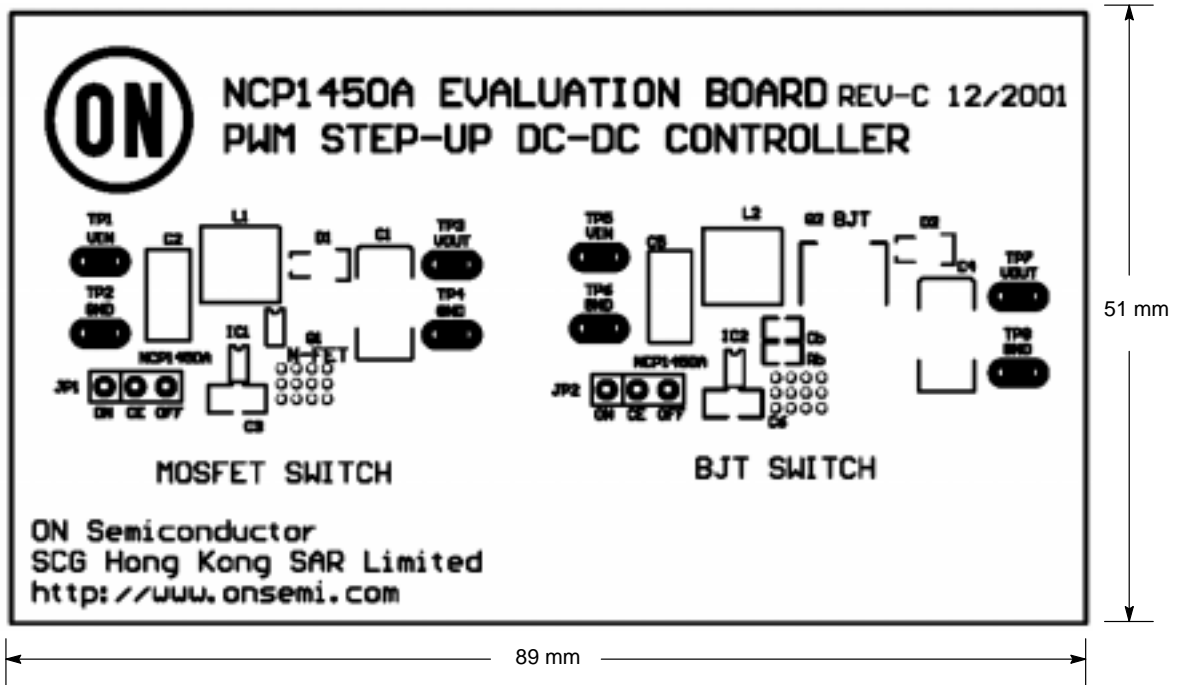 ON
NCP1450A EVALUATION BOARD REV-C 12/2001
PWM STEP-UP DC-DC CONTROLLER
TP1
VIN
C2
L1
D1
C1
TP3
VOUT
TP2
GND
TP4
GND
IC1
Q1
N-FET
NCP1450A
JP1
ON CE OFF
C3
MOSFET SWITCH
TP5
VIN
C5
L2
Q2 BJT
C4
TP7
VOUT
TP6
GND
TP8
GND
IC2
Cb
Rb
NCP1450A
JP2
ON CE OFF
C6
BJT SWITCH
ON Semiconductor
SCG Hong Kong SAR Limited
http://www.onsemi.com
51 mm
89 mm